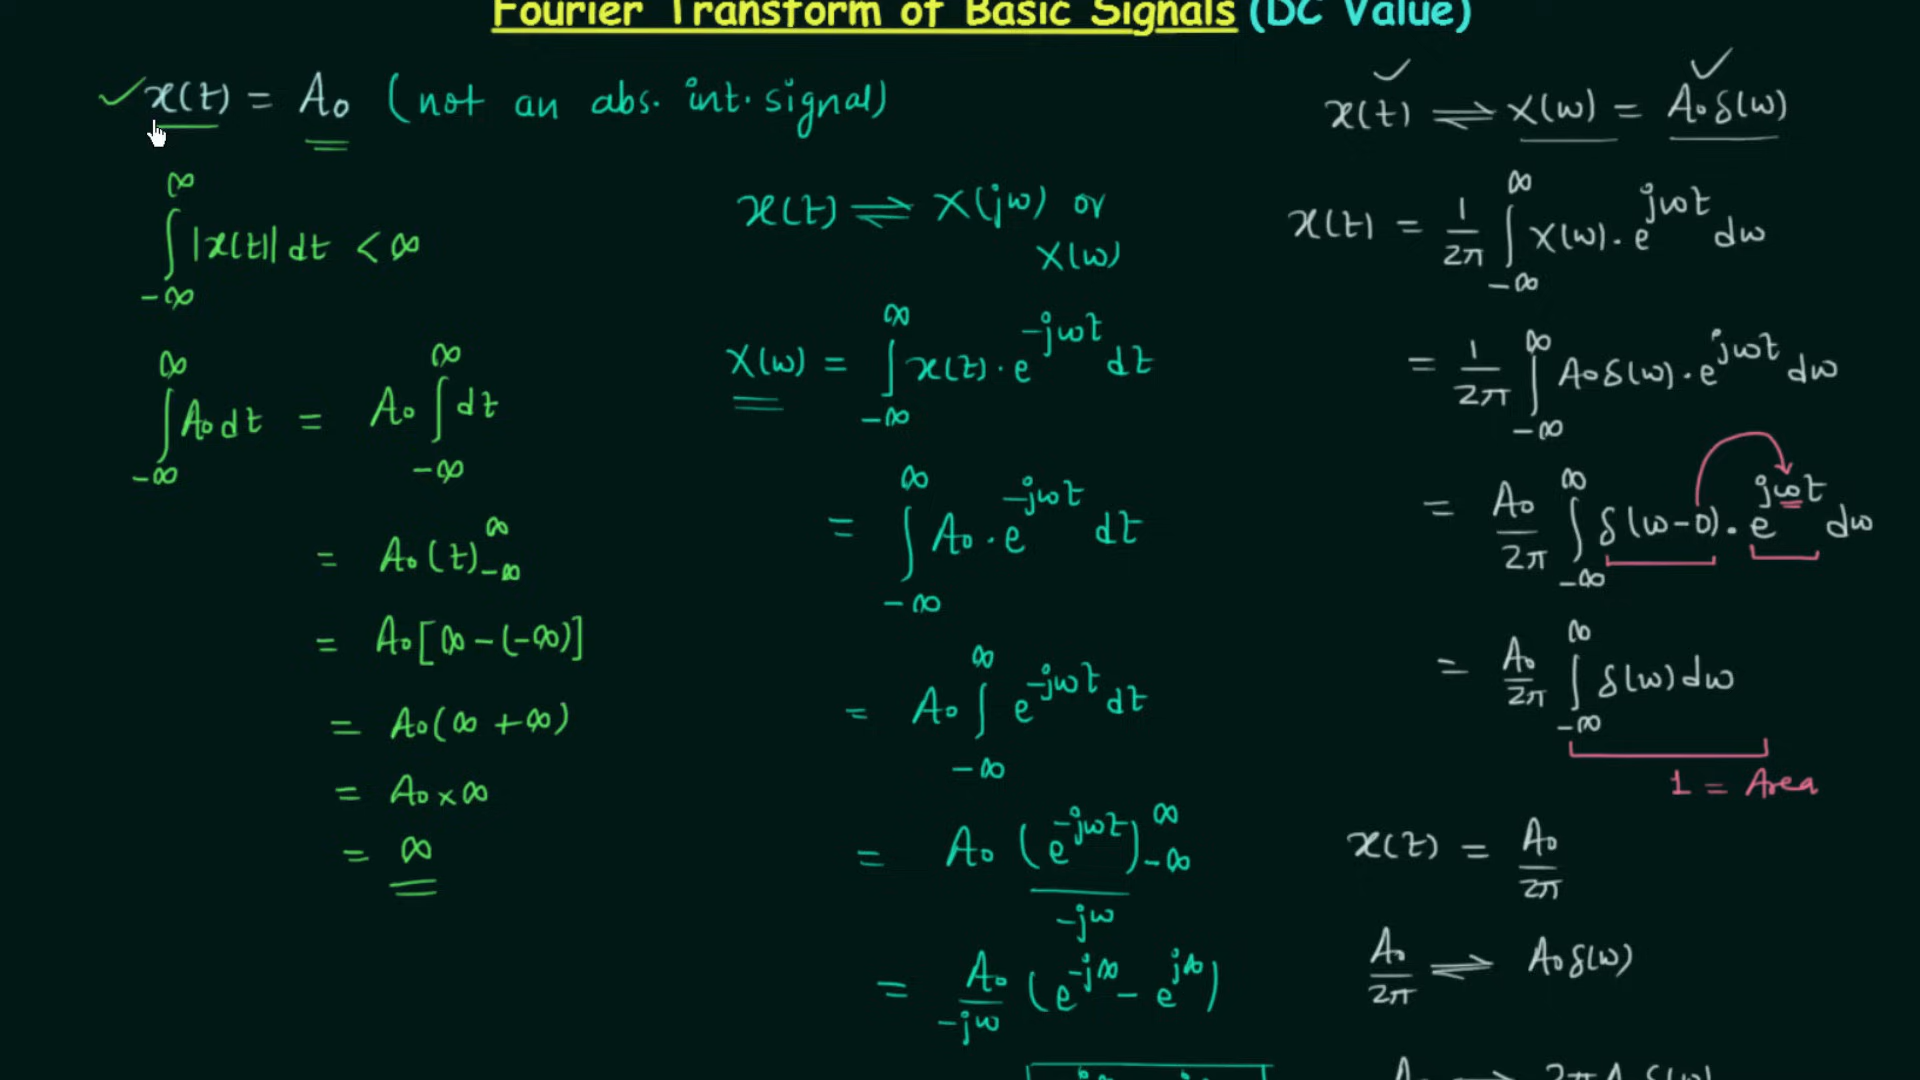 Fourier Transform of Basic Signals (DC Value)
✓ x(t) = A₀ (not an abs. int. signal)
∫_{-∞}^{∞} |x(t)| dt < ∞
∫_{-∞}^{∞} A₀ dt = A₀ ∫_{-∞}^{∞} dt
= A₀ (t)_{-∞}^{∞}
= A₀ [∞ - (-∞)]
= A₀ (∞ + ∞)
= A₀ × ∞
= ∞
x(t) ⇌ X(jω) or
X(ω)
X(ω) = ∫_{-∞}^{∞} x(t) · e^{-jωt} dt
= ∫_{-∞}^{∞} A₀ · e^{-jωt} dt
= A₀ ∫_{-∞}^{∞} e^{-jωt} dt
= A₀ (e^{-jωt})_{-∞}^{∞} / -jω
= A₀/-jω (e^{-j∞} - e^{j∞})
✓ ✓
x(t) ⇌ X(ω) = A₀ δ(ω)
x(t) = 1/2π ∫_{-∞}^{∞} X(ω) · e^{jωt} dω
= 1/2π ∫_{-∞}^{∞} A₀ δ(ω) · e^{jωt} dω
= A₀/2π ∫_{-∞}^{∞} δ(ω-0) · e^{jωt} dω
= A₀/2π ∫_{-∞}^{∞} δ(ω) dω
1 = Area
x(t) = A₀/2π
A₀/2π ⇌ A₀ δ(ω)